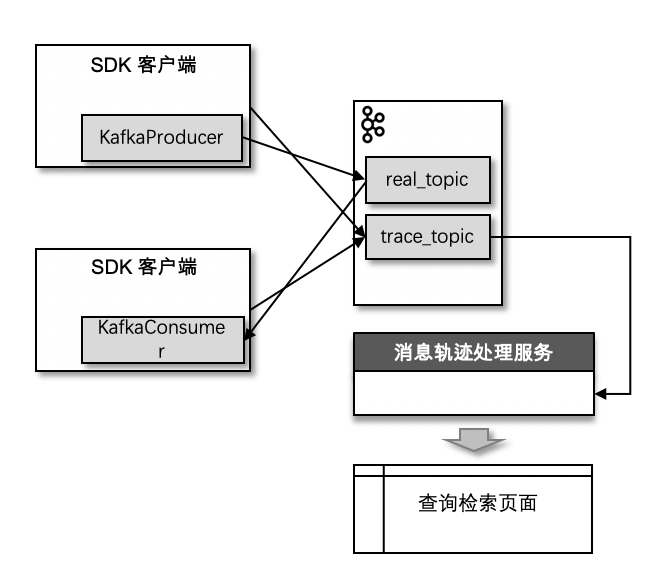 SDK 客户端
KafkaProducer
real_topic
trace_topic
SDK 客户端
KafkaConsume
r
消息轨迹处理服务
查询检索页面